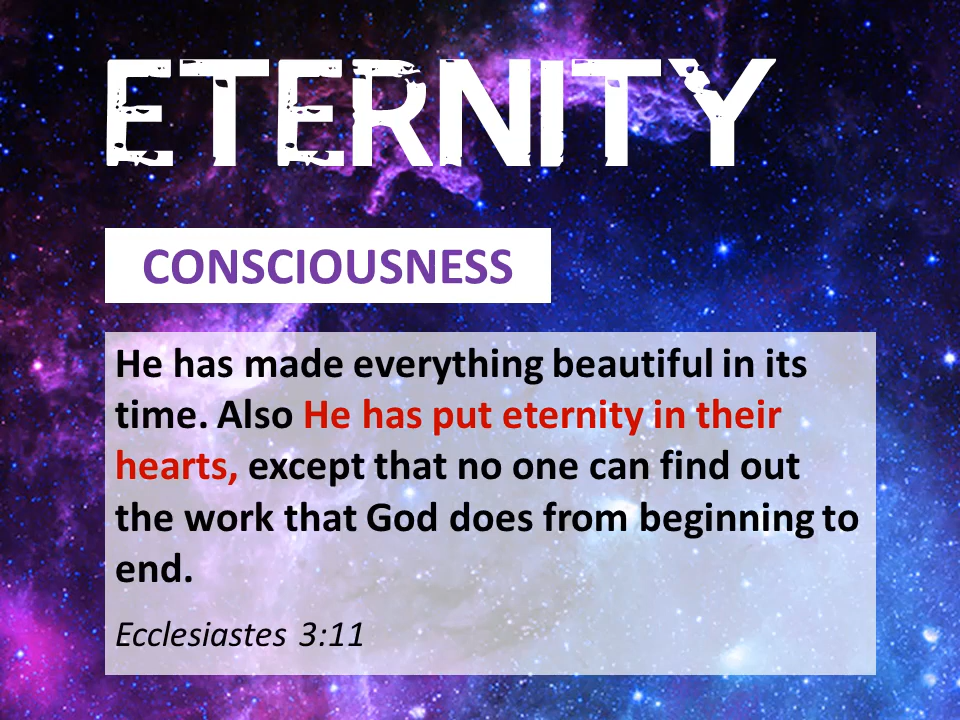 ETERNITY
CONSCIOUSNESS
He has made everything beautiful in its
time. Also He has put eternity in their
hearts, except that no one can find out
the work that God does from beginning to
end.
Ecclesiastes 3:11